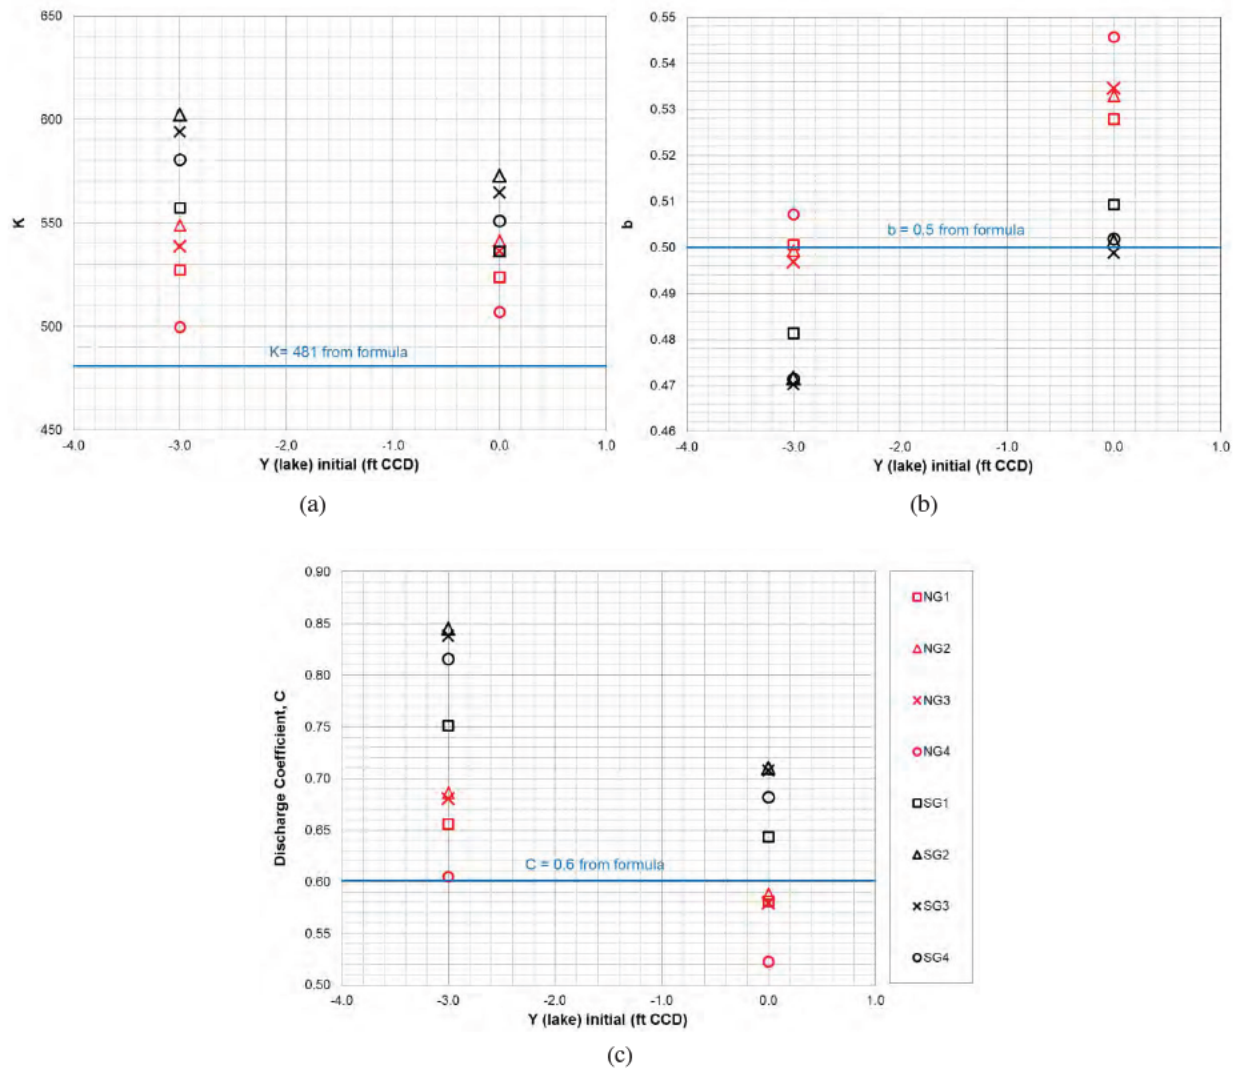 650
600
550
500
450
K
K= 481 from formula
-4.0 -3.0 -2.0 -1.0 0.0 1.0
Y (lake) initial (ft CCD)
(a)
0.55
0.54
0.53
0.52
0.51
0.50
0.49
0.48
0.47
0.46
b
b = 0.5 from formula
-4.0 -3.0 -2.0 -1.0 0.0 1.0
Y (lake) initial (ft CCD)
(b)
0.90
0.85
0.80
0.75
0.70
0.65
0.60
0.55
0.50
Discharge Coefficient, C
C = 0.6 from formula
-4.0 -3.0 -2.0 -1.0 0.0 1.0
Y (lake) initial (ft CCD)
NG1
NG2
NG3
NG4
SG1
SG2
SG3
SG4
(c)